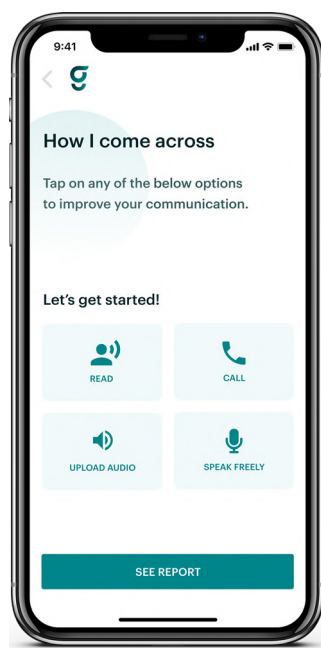 9:41
g
How I come across
Tap on any of the below options
to improve your communication.
Let's get started!
READ
CALL
UPLOAD AUDIO
SPEAK FREELY
SEE REPORT